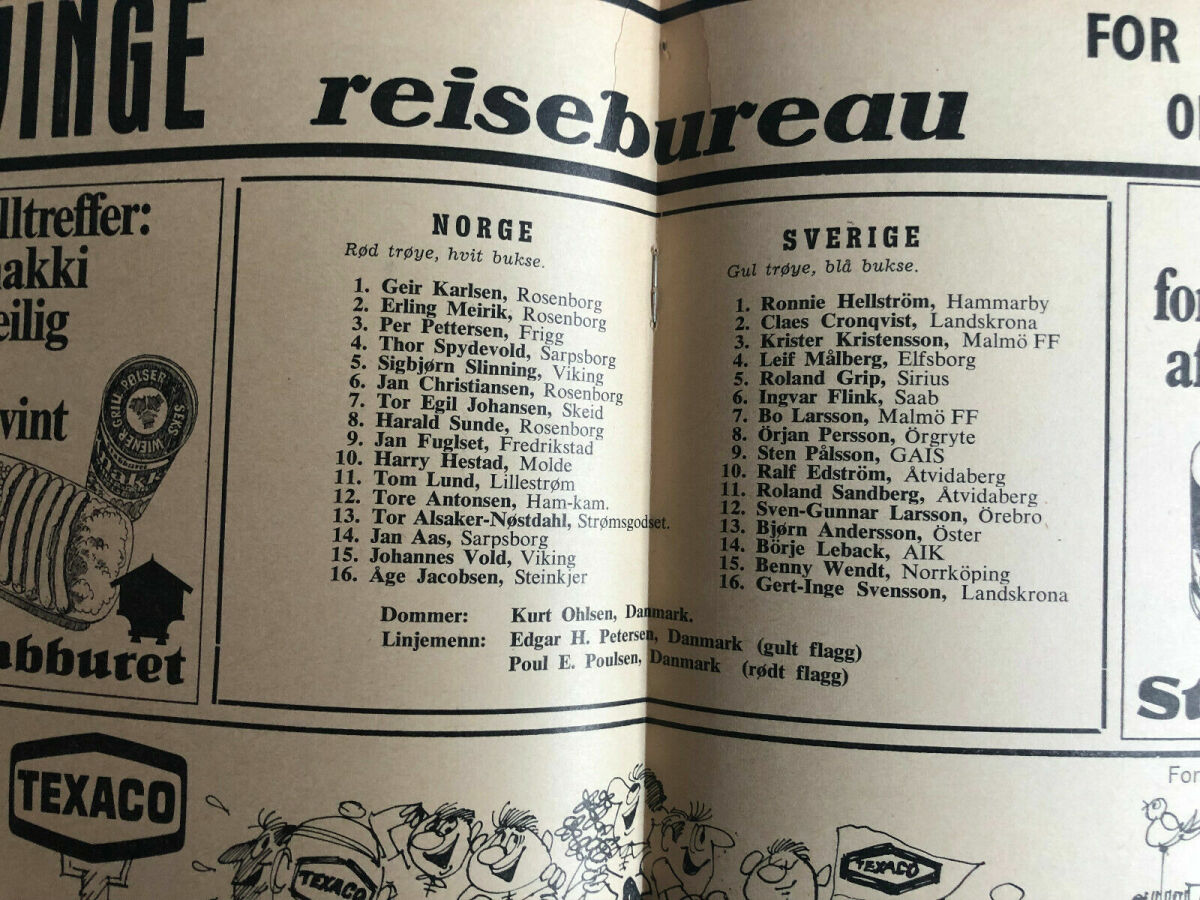 reisebureau
FOR
NORGE
Rød trøye, hvit bukse.
1. Geir Karlsen, Rosenborg
2. Erling Meirik, Rosenborg
3. Per Pettersen, Frigg
4. Thor Spydevold, Sarpsborg
5. Sigbjørn Slinning, Viking
6. Jan Christiansen, Rosenborg
7. Tor Egil Johansen, Skeid
8. Harald Sunde, Rosenborg
9. Jan Fuglset, Fredrikstad
10. Harry Hestad, Molde
11. Tom Lund, Lillestrøm
12. Tore Antonsen, Ham-kam.
13. Tor Alsaker-Nøstdahl, Strømsgodset.
14. Jan Aas, Sarpsborg
15. Johannes Vold, Viking
16. Åge Jacobsen, Steinkjer
SVERIGE
Gul trøye, blå bukse.
1. Ronnie Hellström, Hammarby
2. Claes Cronqvist, Landskrona
3. Krister Kristensson, Malmö FF
4. Leif Målberg, Elfsborg
5. Roland Grip, Sirius
6. Ingvar Flink, Saab
7. Bo Larsson, Malmö FF
8. Örjan Persson, Örgryte
9. Sten Pålsson, GAIS
10. Ralf Edström, Åtvidaberg
11. Roland Sandberg, Åtvidaberg
12. Sven-Gunnar Larsson, Örebro
13. Bjørn Andersson, Öster
14. Börje Leback, AIK
15. Benny Wendt, Norrköping
16. Gert-Inge Svensson, Landskrona
Dommer: Kurt Ohlsen, Danmark.
Linjemenn: Edgar H. Petersen, Danmark (gult flagg)
Poul E. Poulsen, Danmark (rødt flagg)
SEKS WIENER GRILL PØLSER
TEXACO
TEXACO
TEXACO